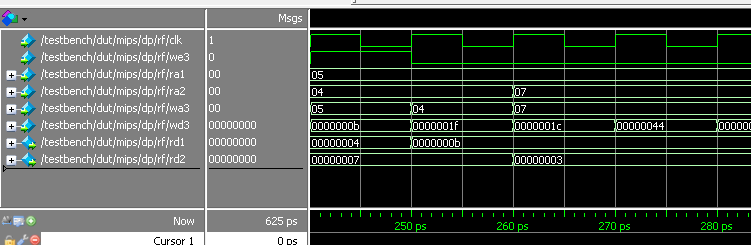 Msgs
/testbench/dut/mips/dp/rf/clk 1
/testbench/dut/mips/dp/rf/we3 0
/testbench/dut/mips/dp/rf/ra1 00 05
/testbench/dut/mips/dp/rf/ra2 00 04 07
/testbench/dut/mips/dp/rf/wa3 00 05 04 07
/testbench/dut/mips/dp/rf/wd3 00000000 0000000b 0000001f 0000001c 00000044 000000
/testbench/dut/mips/dp/rf/rd1 00000000 00000004 0000000b
/testbench/dut/mips/dp/rf/rd2 00000000 00000007 00000003
Now 625 ps 250 ps 260 ps 270 ps 280 ps
Cursor 1 0 ps